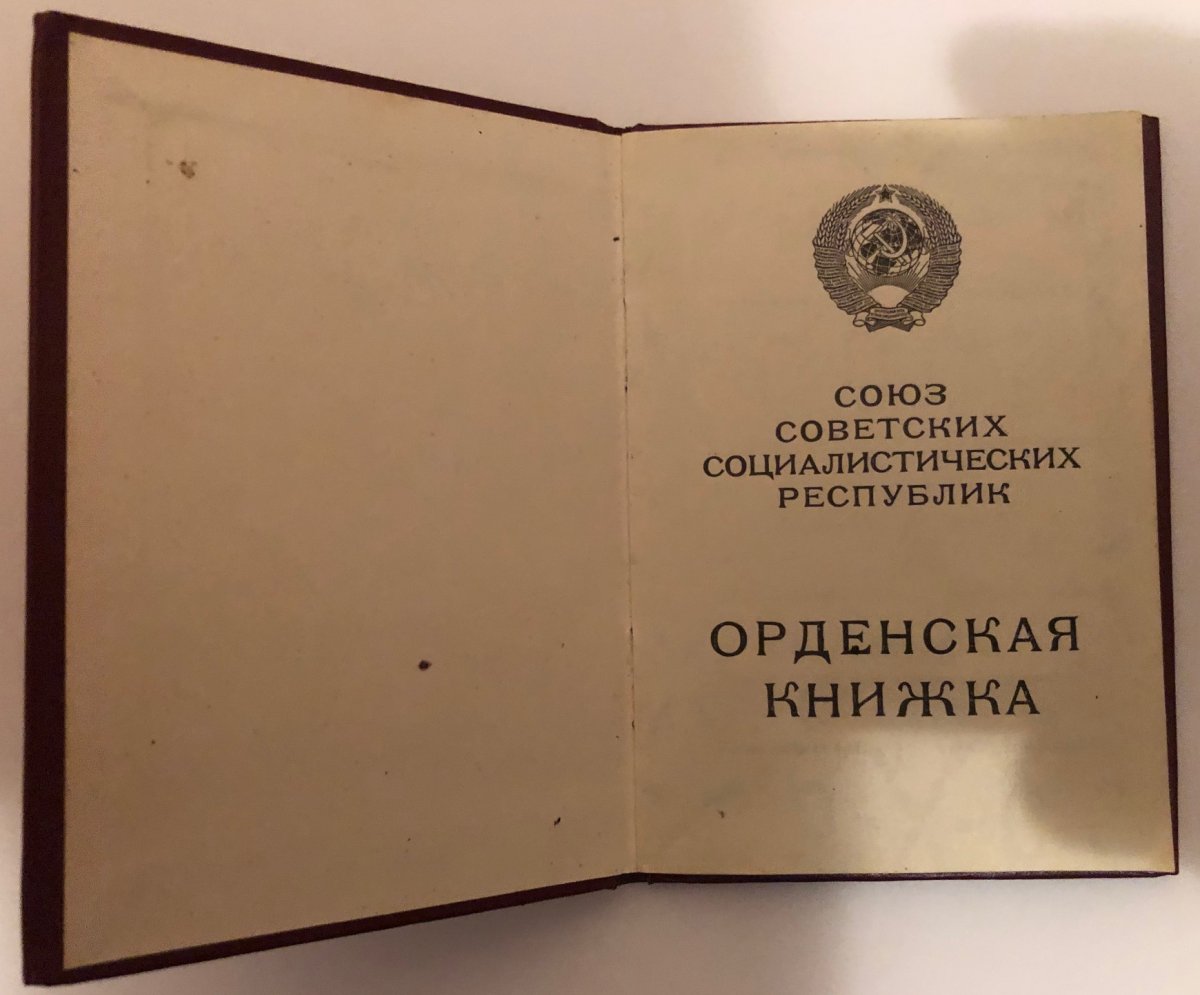 СОЮЗ
СОВЕТСКИХ
СОЦИАЛИСТИЧЕСКИХ
РЕСПУБЛИК
ОРДЕНСКАЯ
КНИЖКА